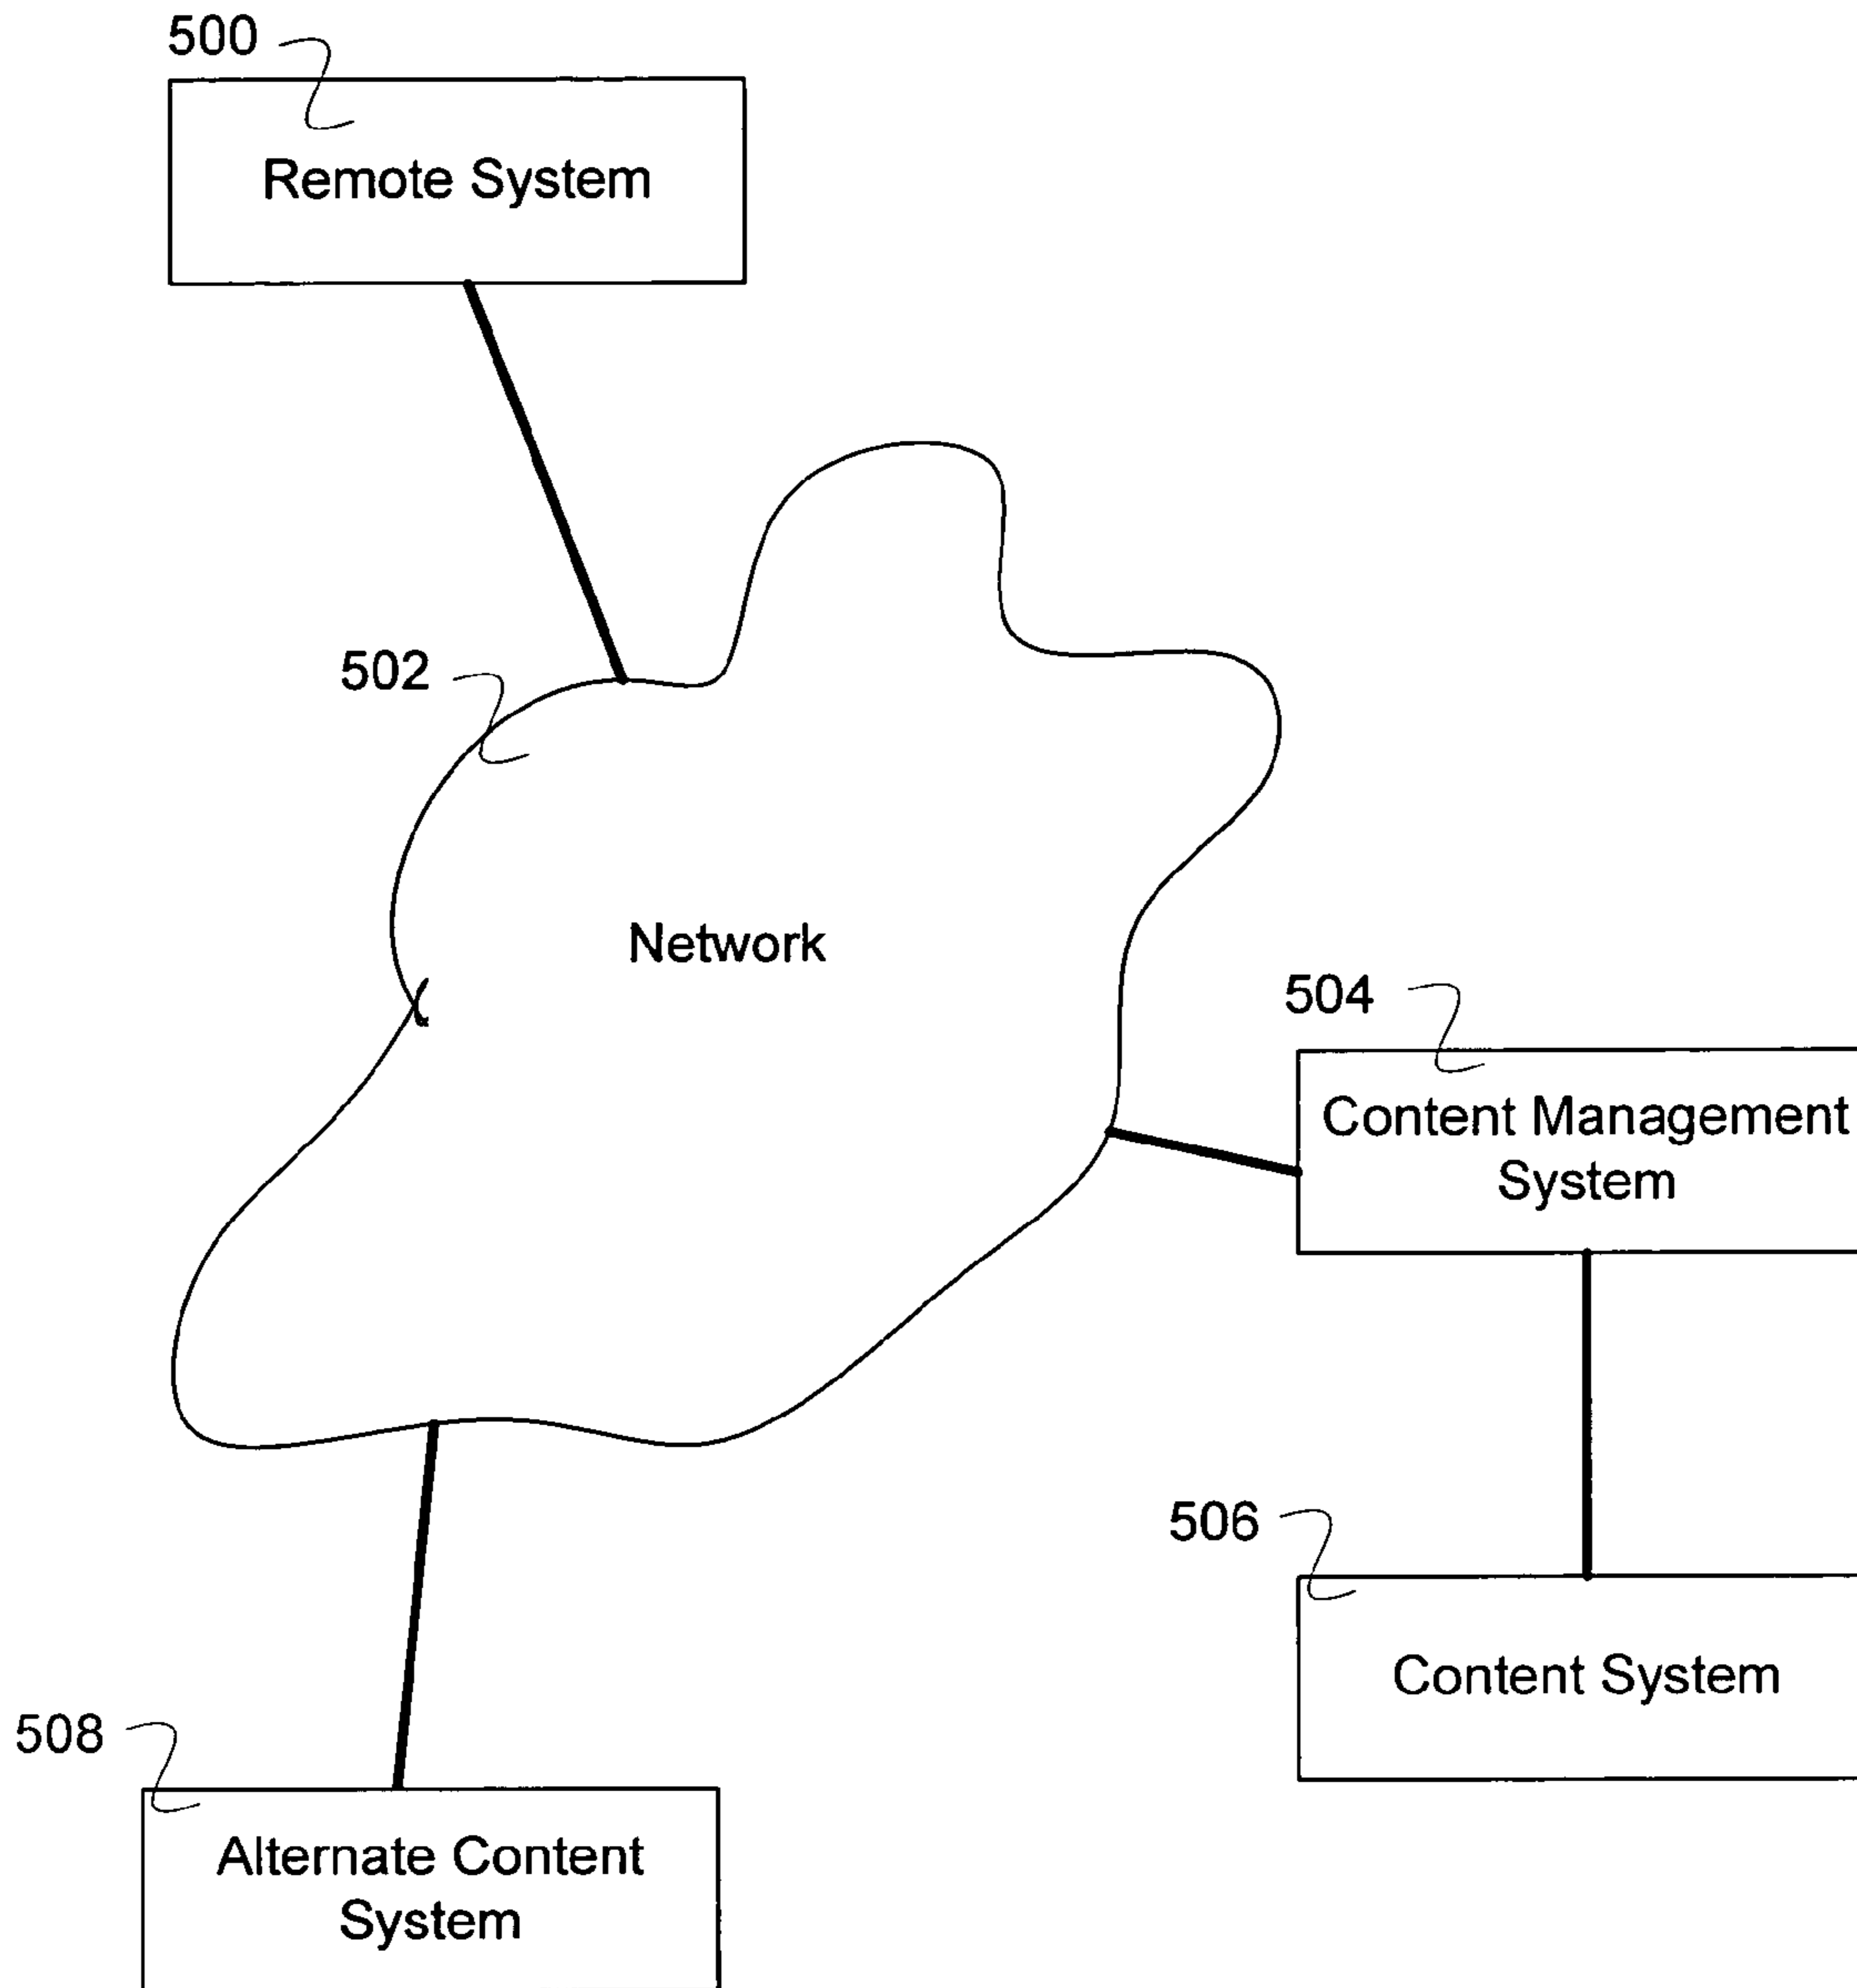 500
Remote System
502
Network
504
Content Management
System
506
Content System
508
Alternate Content
System